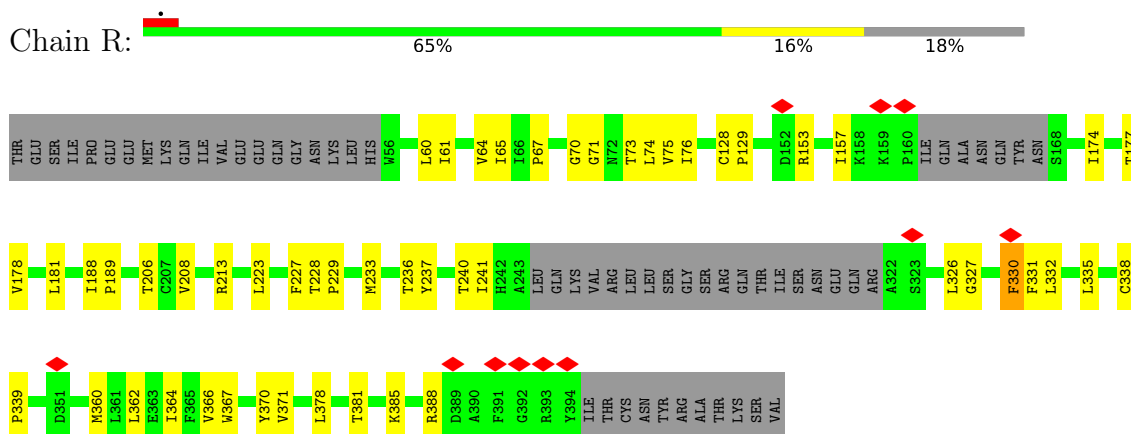 Chain R:
65% 16% 18%
THR GLU SER ILE PRO GLU GLU MET LYS GLN ILE VAL GLU GLU GLN GLY ASN LYS LEU HIS W56 L60 I61 V64 I65 I66 P67 G70 G71 N72 T73 L74 V75 I76 C128 P129 D152 R153 I157 K158 K159 P160 ILE GLN ALA ASN GLN TYR ASN S168 I174 T177
V178 L181 I188 P189 T206 C207 V208 R213 L223 F227 T228 P229 M233 T236 Y237 T240 I241 H242 A243 LEU GLN LYS VAL ARG LEU LEU SER GLY SER ARG GLN THR ILE SER ASN GLU GLN ARG A322 S323 L326 G327 F330 F331 L332 L335 C338
P339 D351 M360 L361 L362 E363 I364 F365 V366 W367 Y370 V371 L378 T381 K385 R388 D389 A390 F391 G392 R393 Y394 ILE THR CYS ASN TYR ARG ALA THR LYS SER VAL